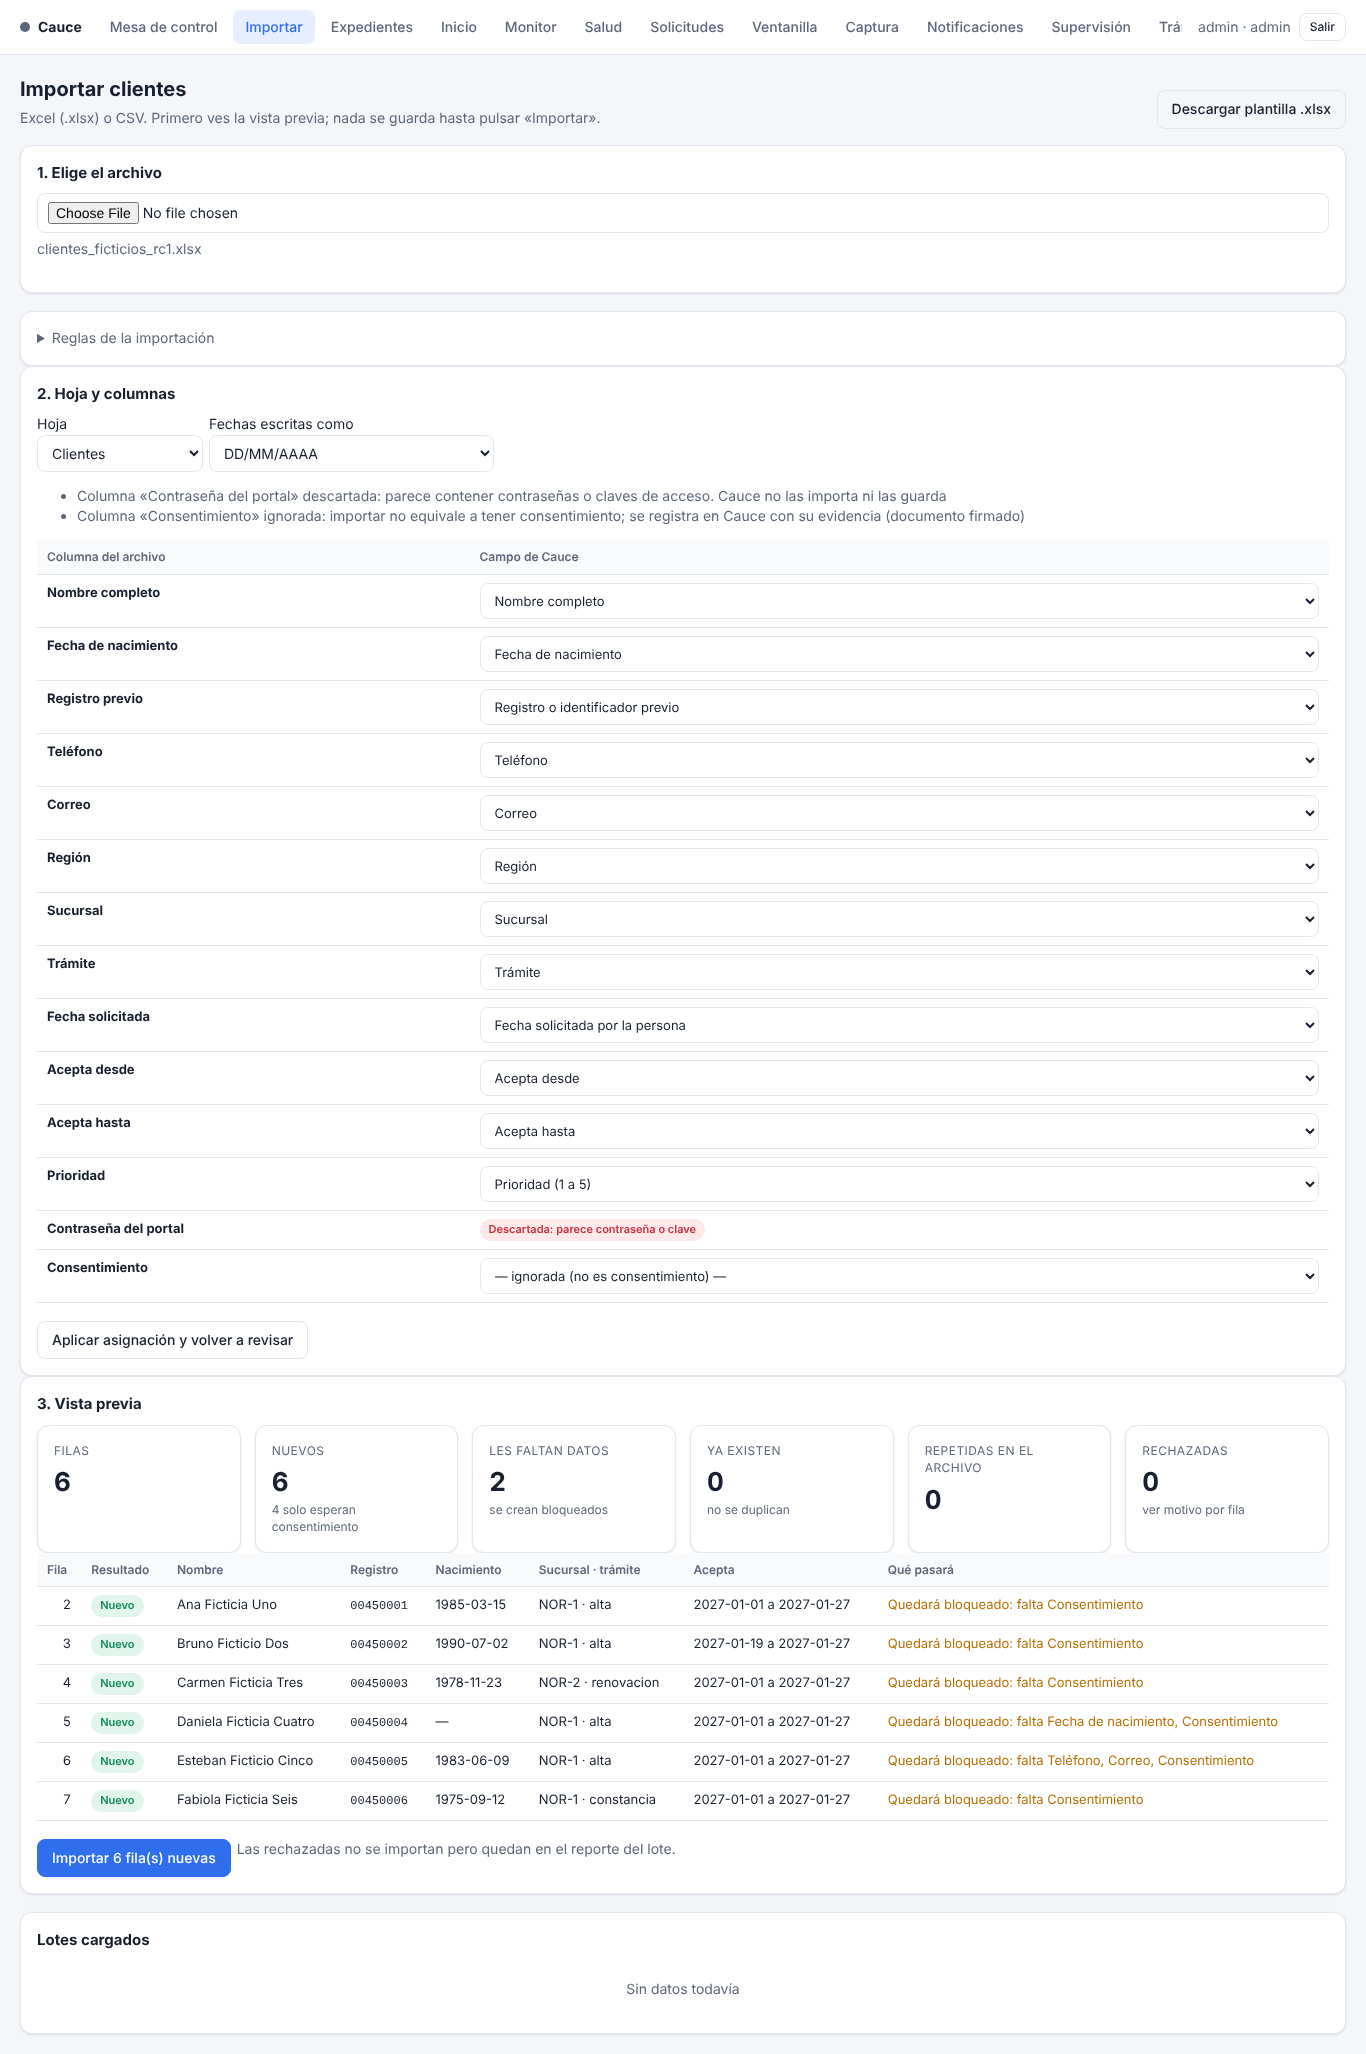 Cauce Mesa de control Importar Expedientes Inicio Monitor Salud Solicitudes Ventanilla Captura Notificaciones Supervisión Trá admin · admin Salir
Importar clientes
Excel (.xlsx) o CSV. Primero ves la vista previa; nada se guarda hasta pulsar «Importar».
Descargar plantilla .xlsx
1. Elige el archivo
Choose File No file chosen
clientes_ficticios_rc1.xlsx
Reglas de la importación
2. Hoja y columnas
Hoja Fechas escritas como
Clientes DD/MM/AAAA
Columna «Contraseña del portal» descartada: parece contener contraseñas o claves de acceso. Cauce no las importa ni las guarda
Columna «Consentimiento» ignorada: importar no equivale a tener consentimiento; se registra en Cauce con su evidencia (documento firmado)
Columna del archivo Campo de Cauce
Nombre completo Nombre completo
Fecha de nacimiento Fecha de nacimiento
Registro previo Registro o identificador previo
Teléfono Teléfono
Correo Correo
Región Región
Sucursal Sucursal
Trámite Trámite
Fecha solicitada Fecha solicitada por la persona
Acepta desde Acepta desde
Acepta hasta Acepta hasta
Prioridad Prioridad (1 a 5)
Contraseña del portal Descartada: parece contraseña o clave
Consentimiento — ignorada (no es consentimiento) —
Aplicar asignación y volver a revisar
3. Vista previa
FILAS
6
NUEVOS
6
4 solo esperan
consentimiento
LES FALTAN DATOS
2
se crean bloqueados
YA EXISTEN
0
no se duplican
REPETIDAS EN EL
ARCHIVO
0
RECHAZADAS
0
ver motivo por fila
Fila Resultado Nombre Registro Nacimiento Sucursal · trámite Acepta Qué pasará
2 Nuevo Ana Ficticia Uno 00450001 1985-03-15 NOR-1 · alta 2027-01-01 a 2027-01-27 Quedará bloqueado: falta Consentimiento
3 Nuevo Bruno Ficticio Dos 00450002 1990-07-02 NOR-1 · alta 2027-01-19 a 2027-01-27 Quedará bloqueado: falta Consentimiento
4 Nuevo Carmen Ficticia Tres 00450003 1978-11-23 NOR-2 · renovacion 2027-01-01 a 2027-01-27 Quedará bloqueado: falta Consentimiento
5 Nuevo Daniela Ficticia Cuatro 00450004 — NOR-1 · alta 2027-01-01 a 2027-01-27 Quedará bloqueado: falta Fecha de nacimiento, Consentimiento
6 Nuevo Esteban Ficticio Cinco 00450005 1983-06-09 NOR-1 · alta 2027-01-01 a 2027-01-27 Quedará bloqueado: falta Teléfono, Correo, Consentimiento
7 Nuevo Fabiola Ficticia Seis 00450006 1975-09-12 NOR-1 · constancia 2027-01-01 a 2027-01-27 Quedará bloqueado: falta Consentimiento
Importar 6 fila(s) nuevas Las rechazadas no se importan pero quedan en el reporte del lote.
Lotes cargados
Sin datos todavía